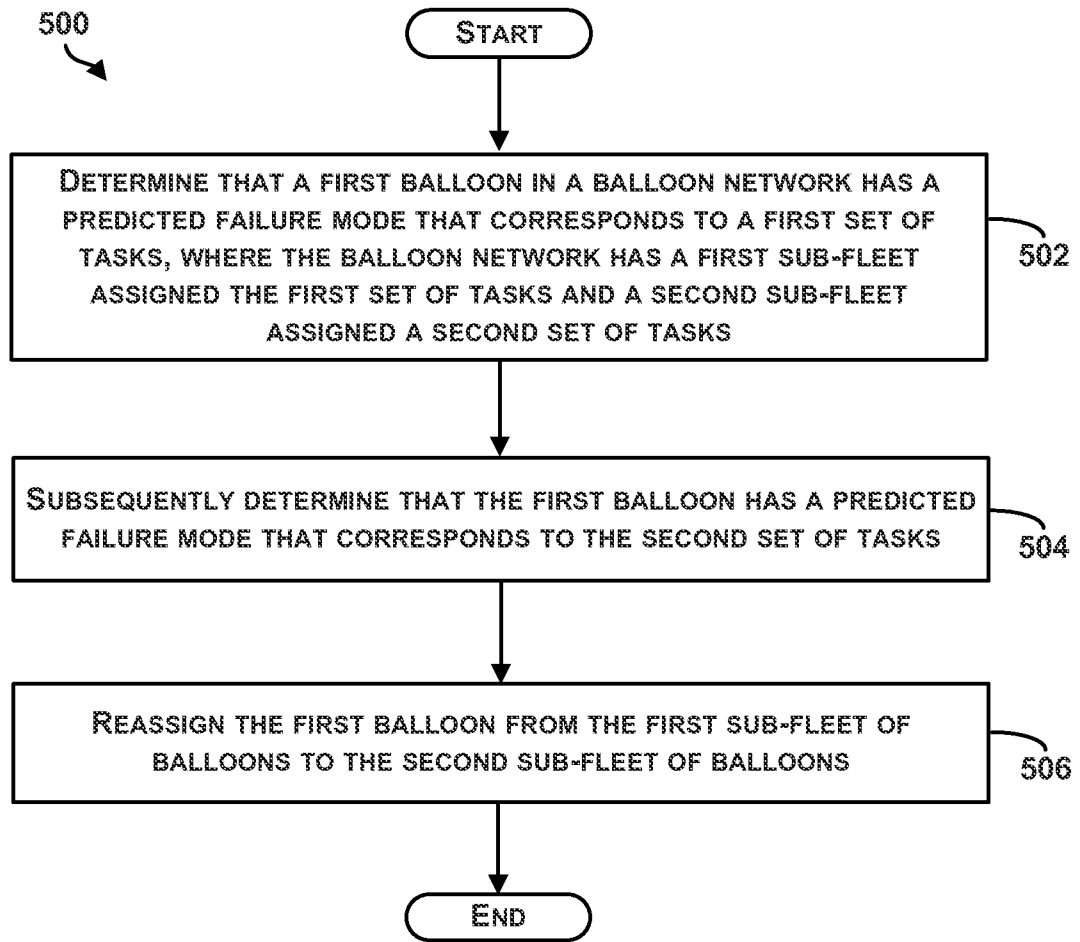 500
START
DETERMINE THAT A FIRST BALLOON IN A BALLOON NETWORK HAS A
PREDICTED FAILURE MODE THAT CORRESPONDS TO A FIRST SET OF
TASKS, WHERE THE BALLOON NETWORK HAS A FIRST SUB-FLEET
ASSIGNED THE FIRST SET OF TASKS AND A SECOND SUB-FLEET
ASSIGNED A SECOND SET OF TASKS
502
SUBSEQUENTLY DETERMINE THAT THE FIRST BALLOON HAS A PREDICTED
FAILURE MODE THAT CORRESPONDS TO THE SECOND SET OF TASKS
504
REASSIGN THE FIRST BALLOON FROM THE FIRST SUB-FLEET OF
BALLOONS TO THE SECOND SUB-FLEET OF BALLOONS
506
END